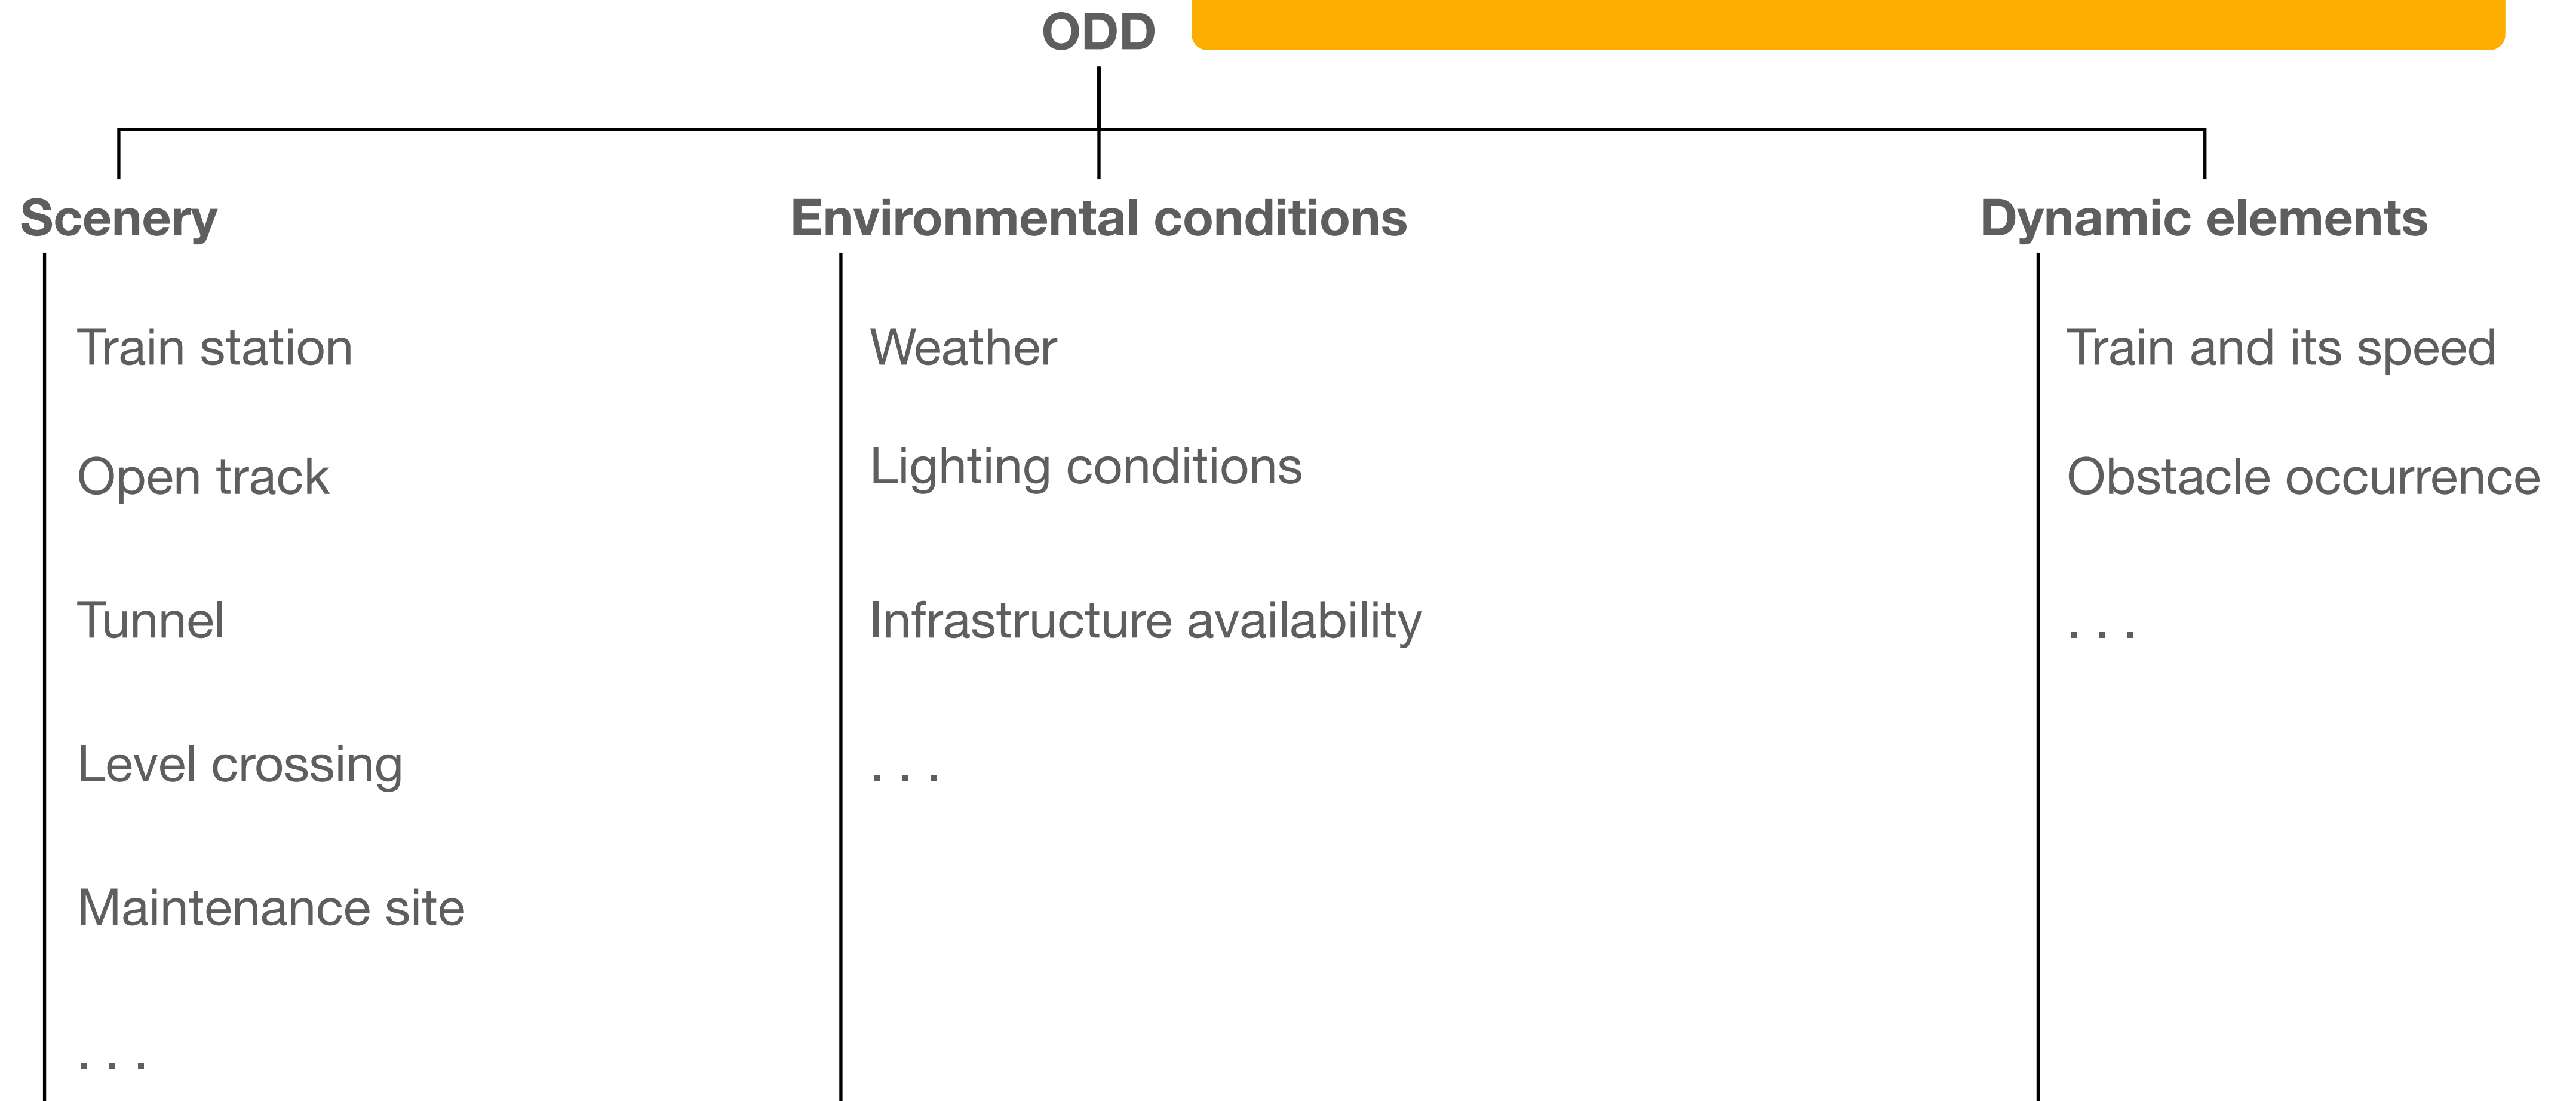 ODD
Scenery
Train station
Open track
Tunnel
Level crossing
Maintenance site
. . .
Environmental conditions
Weather
Lighting conditions
Infrastructure availability
. . .
Dynamic elements
Train and its speed
Obstacle occurrence
. . .